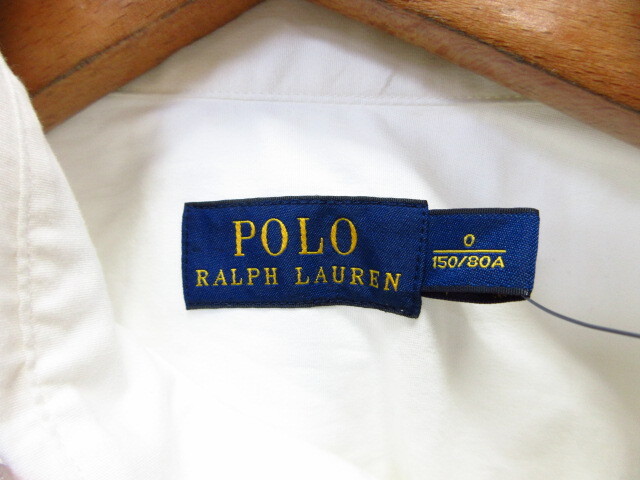 POLO
RALPH LAUREN
0
150/80A